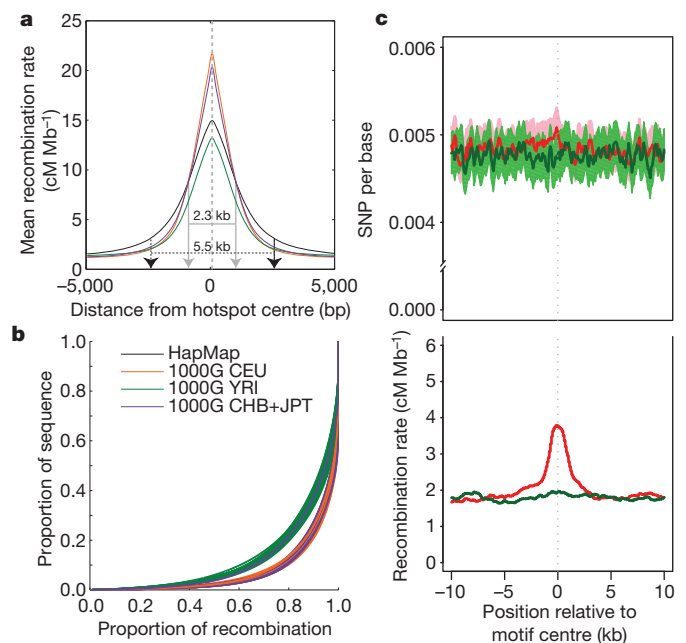 a
Mean recombination rate
(cM Mb⁻¹)
25
20
15
10
5
0
2.3 kb
5.5 kb
−5,000
0
5,000
Distance from hotspot centre (bp)
b
Proportion of sequence
1.0
0.8
0.6
0.4
0.2
0.0
HapMap
1000G CEU
1000G YRI
1000G CHB+JPT
0.0
0.2
0.4
0.6
0.8
1.0
Proportion of recombination
c
SNP per base
0.006
0.005
0.004
0.000
Recombination rate (cM Mb⁻¹)
6
5
4
3
2
1
0
−10
−5
0
5
10
Position relative to
motif centre (kb)